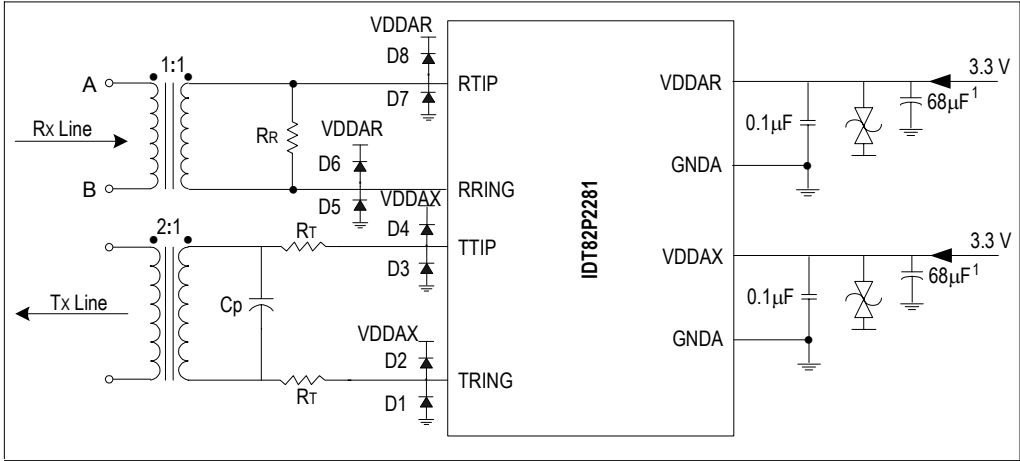 VDDAR
D8
1:1
A
RTIP
D7
Rx Line
RR
VDDAR
D6
B
RRING
D5
VDDAX
2:1
D4
RT
TTIP
D3
Tx Line
Cp
VDDAX
D2
RT
TRING
D1
IDT82P2281
VDDAR
3.3 V
0.1µF
68µF1
GNDA
VDDAX
3.3 V
0.1µF
68µF1
GNDA